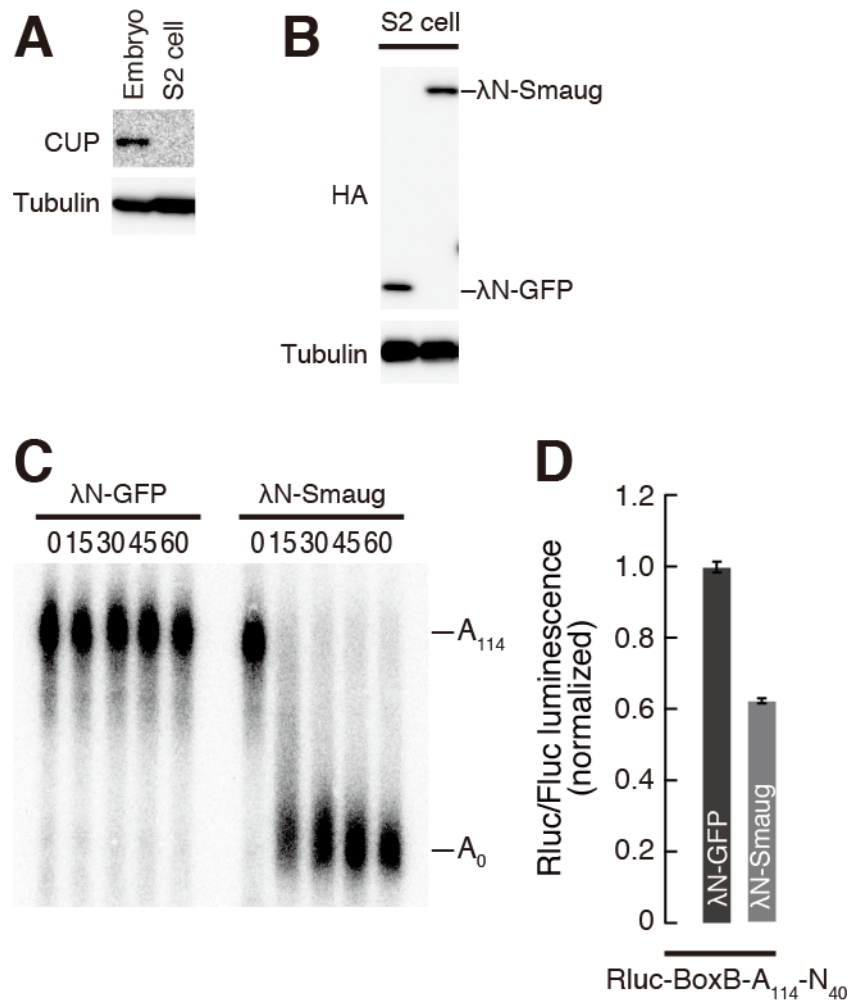 A
Embryo
S2 cell
CUP
Tubulin
B
S2 cell
–λN-Smaug
HA
–λN-GFP
Tubulin
C
λN-GFP
λN-Smaug
0 15 30 45 60
0 15 30 45 60
–A₁₁₄
–A₀
D
Rluc/Fluc luminescence
(normalized)
1.2
1.0
0.8
0.6
0.4
0.2
0
λN-GFP
λN-Smaug
Rluc-BoxB-A₁₁₄-N₄₀